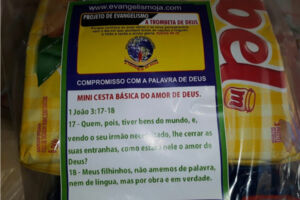 www.evangelismoja.com
PROJETO DE EVANGELISMO
A TROMBETA DE DEUS
COMPROMISSO COM A PALAVRA DE DEUS
MINI CESTA BÁSICA DO AMOR DE DEUS.
1 João 3:17-18
17 - Quem, pois, tiver bens do mundo, e,
vendo o seu irmão necessitado, lhe cerrar as
suas entranhas, como estará nele o amor de
Deus?
18 - Meus filhinhos, não amemos de palavra,
nem de língua, mas por obra e em verdade.